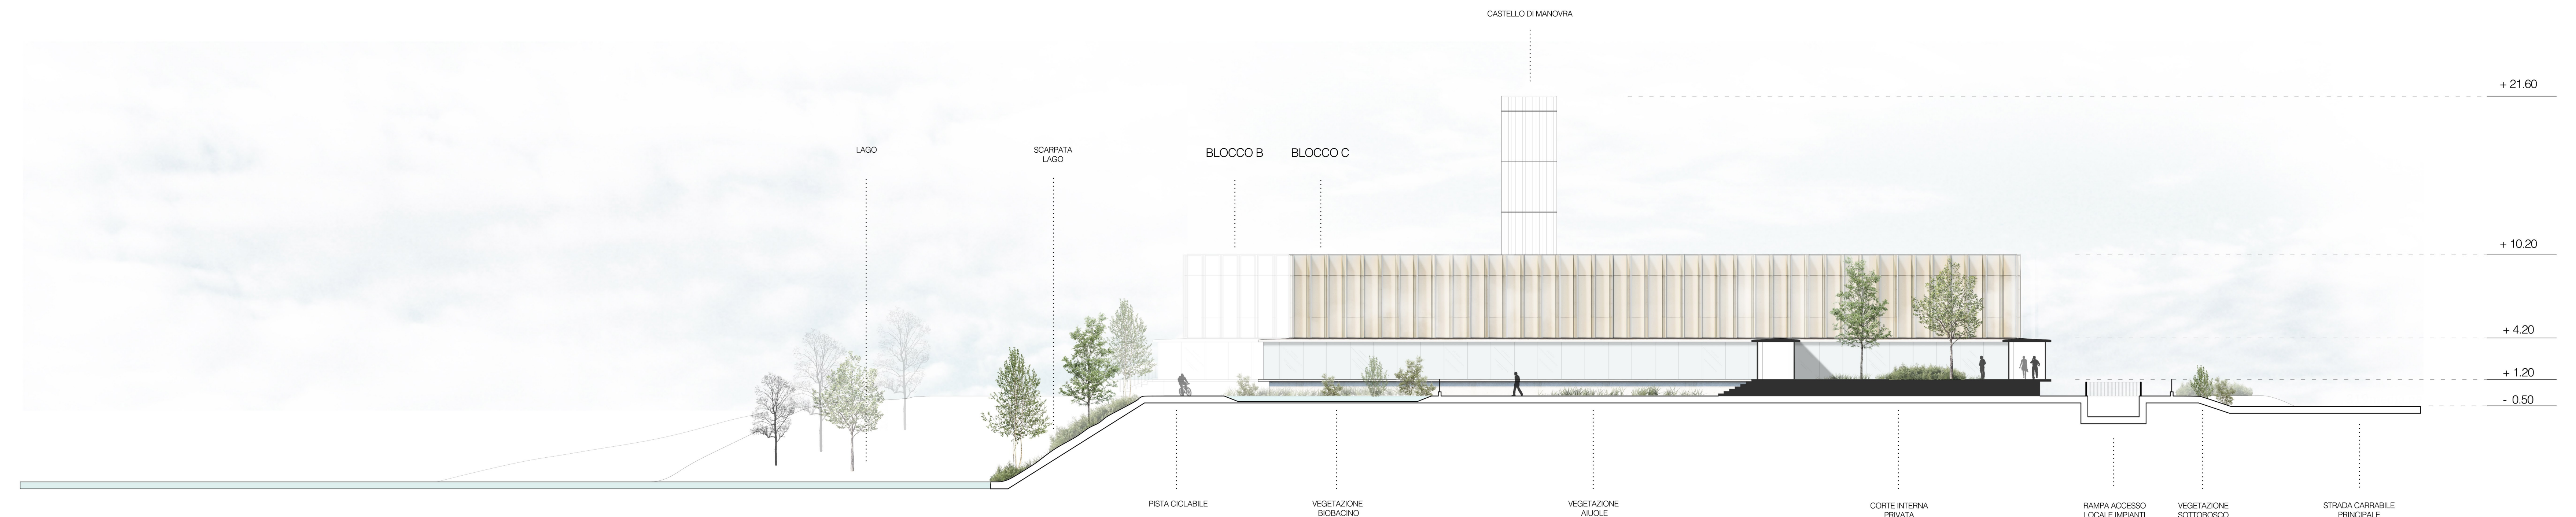 CASTELLO DI MANOVRA
+ 21.60
LAGO
SCARPATA
LAGO
BLOCCO B
BLOCCO C
+ 10.20
+ 4.20
+ 1.20
- 0.50
PISTA CICLABILE
VEGETAZIONE
BIOBACINO
VEGETAZIONE
AIUOLE
CORTE INTERNA
PRIVATA
RAMPA ACCESSO
LOCALE IMPIANTI
VEGETAZIONE
SOTTOBOSCO
STRADA CARRABILE
PRINCIPALE